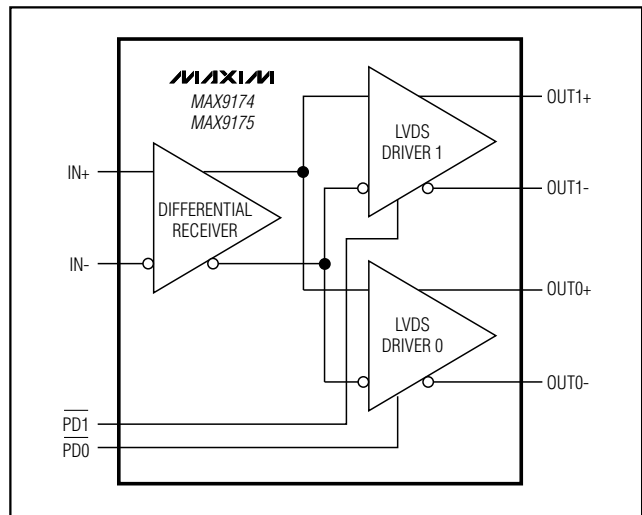 MAXIM
MAX9174
MAX9175
IN+
IN-
DIFFERENTIAL
RECEIVER
LVDS
DRIVER 1
OUT1+
OUT1-
LVDS
DRIVER 0
OUT0+
OUT0-
PD1
PD0